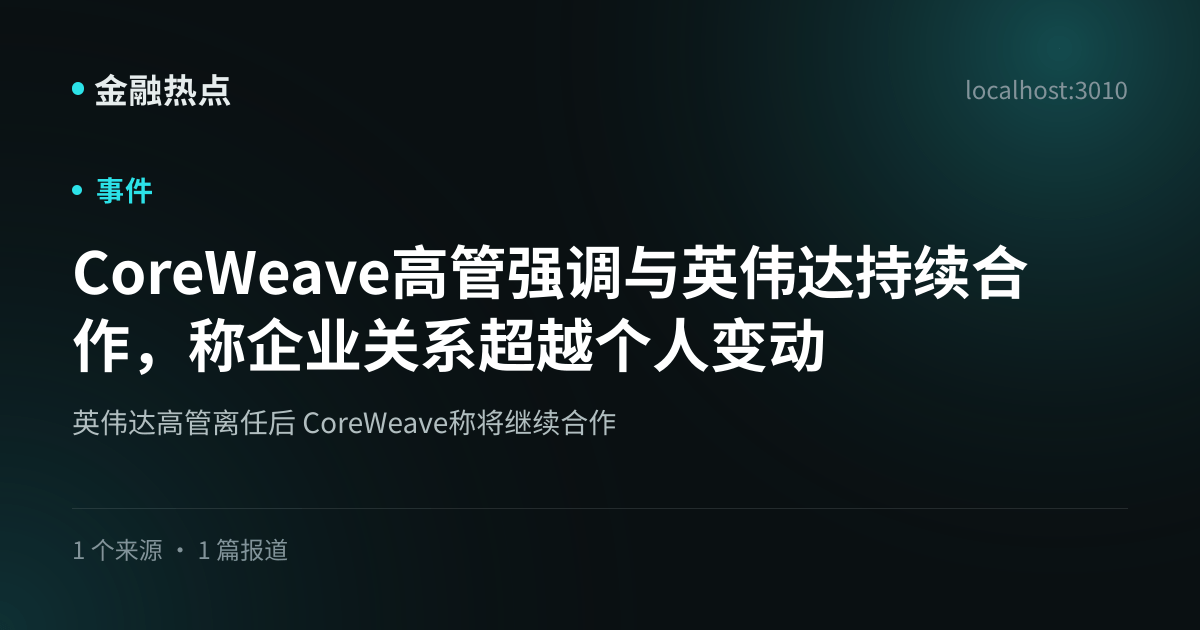 金融热点
localhost:3010
事件
CoreWeave高管强调与英伟达持续合
作，称企业关系超越个人变动
英伟达高管离任后 CoreWeave称将继续合作
1 个来源 · 1 篇报道